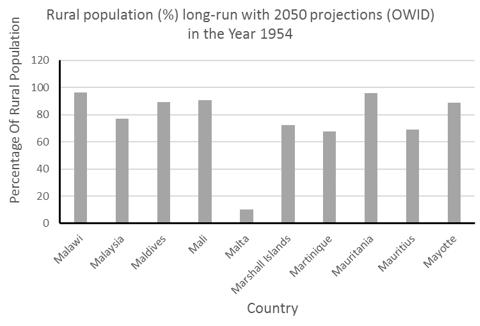 Rural population (%) long-run with 2050 projections (OWID)
in the Year 1954
Percentage Of Rural Population
120
100
80
60
40
20
0
Malawi
Malaysia
Maldives
Mali
Malta
Marshall Islands
Martinique
Mauritania
Mauritius
Mayotte
Country